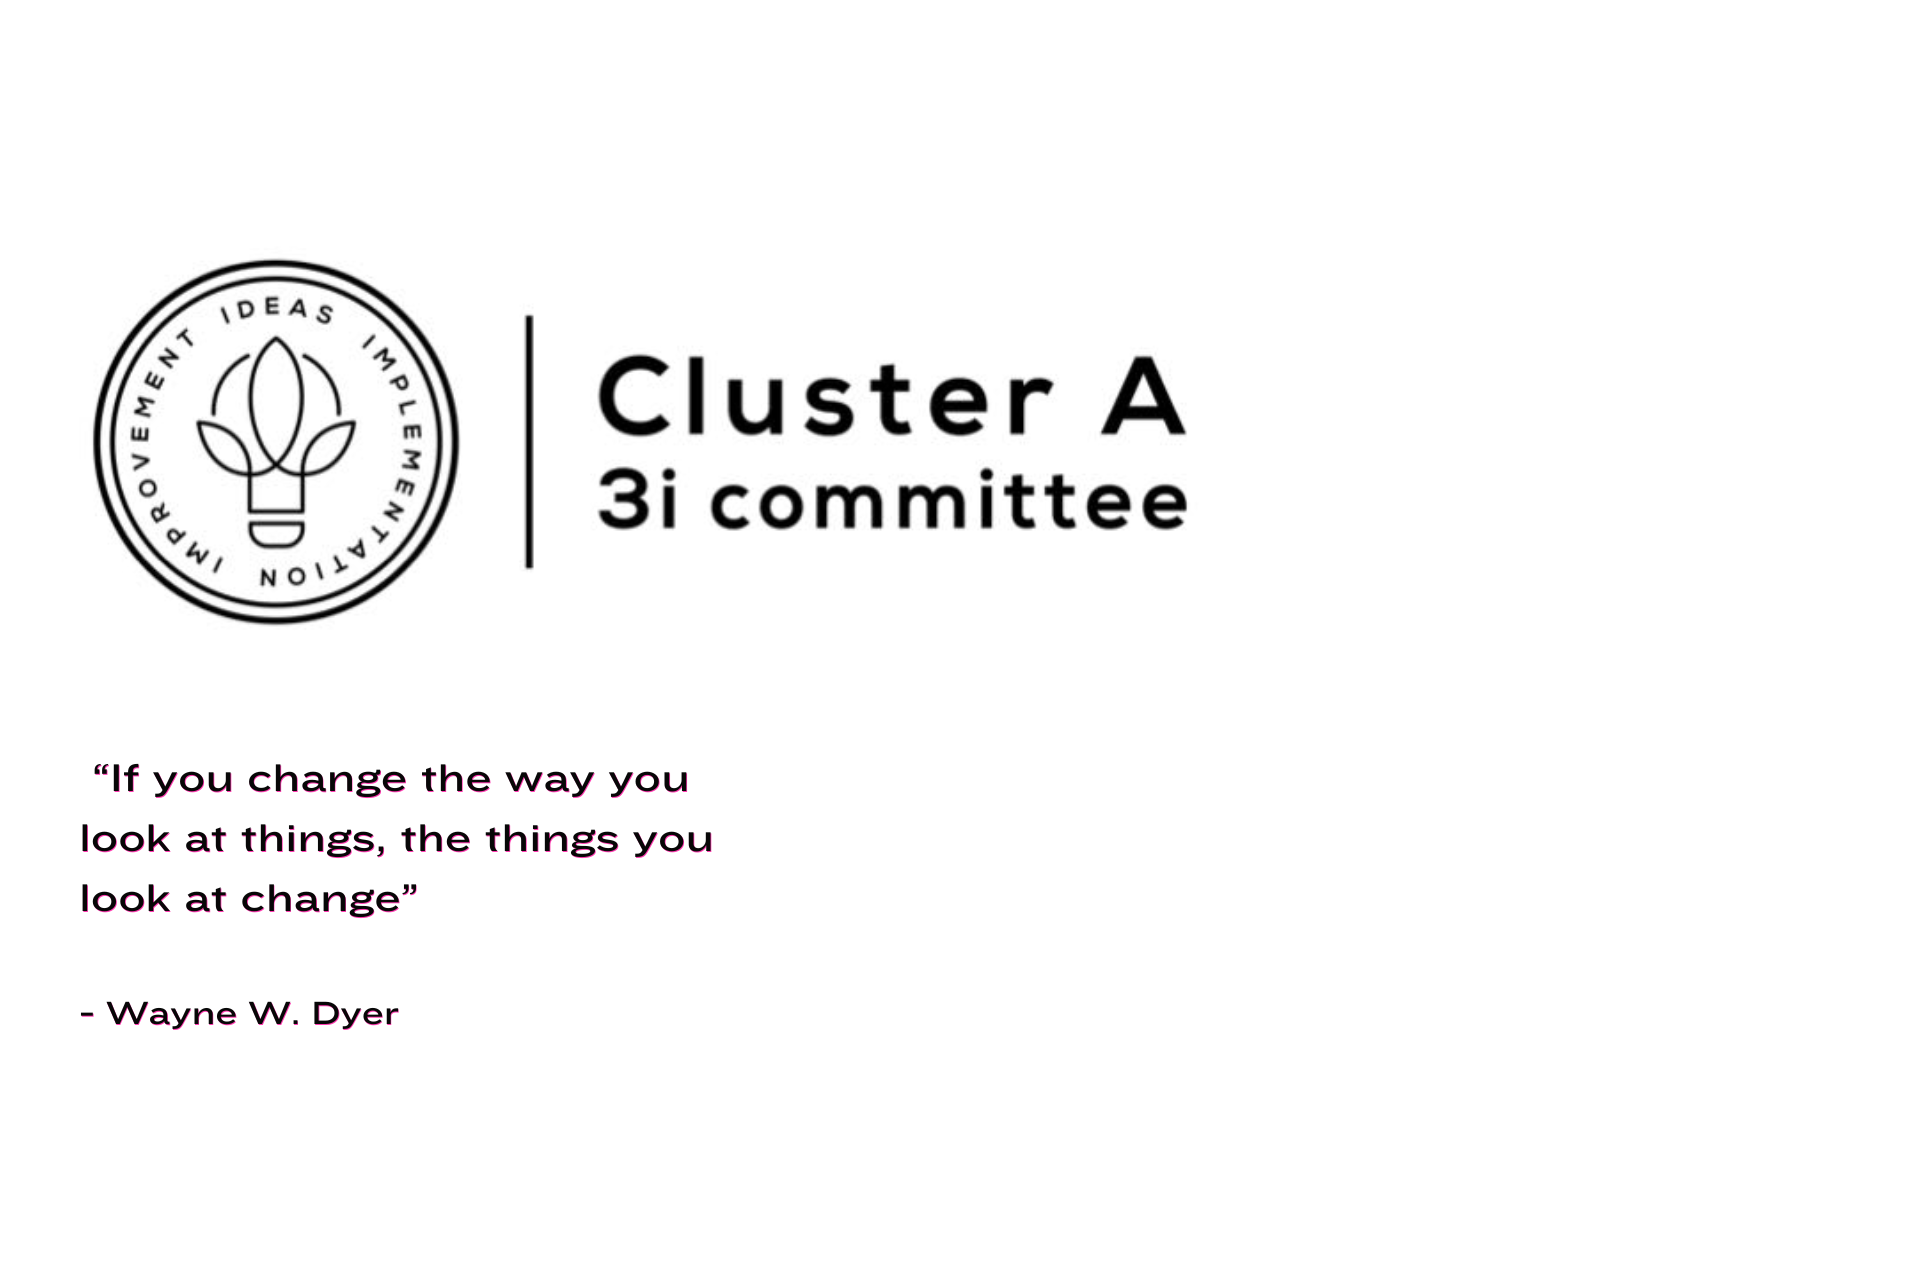 IDEAS IMPLEMENTATION IMPROVEMENT
Cluster A
3i committee
“If you change the way you
look at things, the things you
look at change”
- Wayne W. Dyer